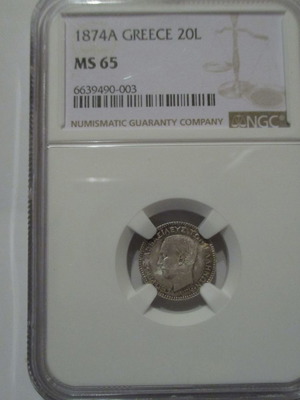 1874A GREECE 20L
MS 65
6639490-003
NUMISMATIC GUARANTY COMPANY
NGC